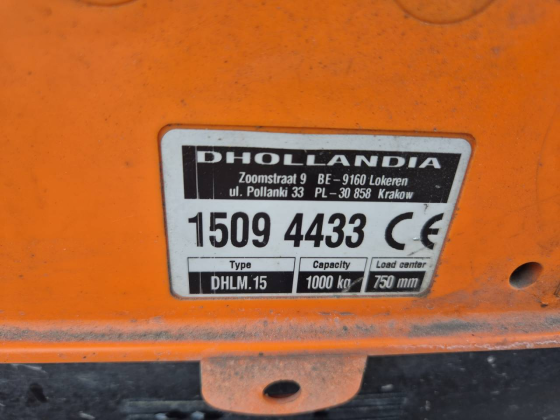 DHOLLANDIA
Zoomstraat 9 BE-9160 Lokeren
ul. Pollanki 33 PL-30 858 Krakow
1509 4433 CE
Type Capacity Load center
DHLM.15 1000 kg 750 mm